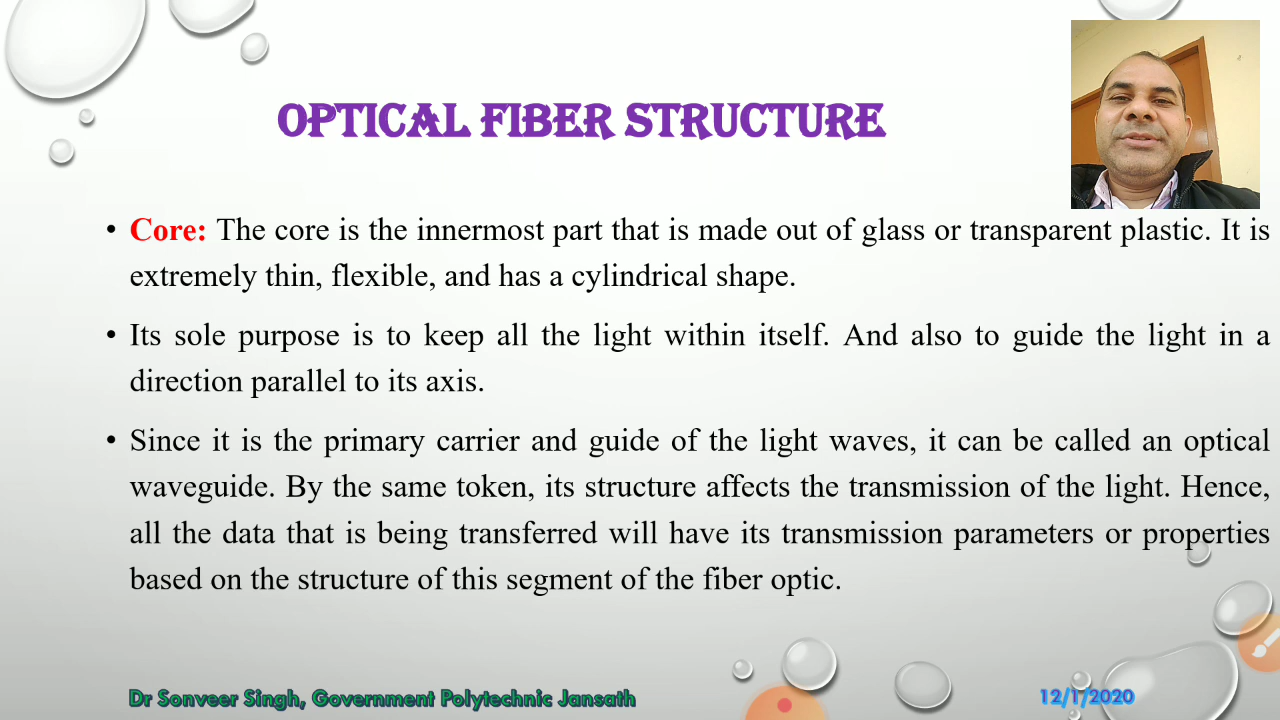 OPTICAL FIBER STRUCTURE
• Core: The core is the innermost part that is made out of glass or transparent plastic. It is
extremely thin, flexible, and has a cylindrical shape.
• Its sole purpose is to keep all the light within itself. And also to guide the light in a
direction parallel to its axis.
• Since it is the primary carrier and guide of the light waves, it can be called an optical
waveguide. By the same token, its structure affects the transmission of the light. Hence,
all the data that is being transferred will have its transmission parameters or properties
based on the structure of this segment of the fiber optic.
Dr Sonveer Singh, Government Polytechnic Jansath
12/1/2020